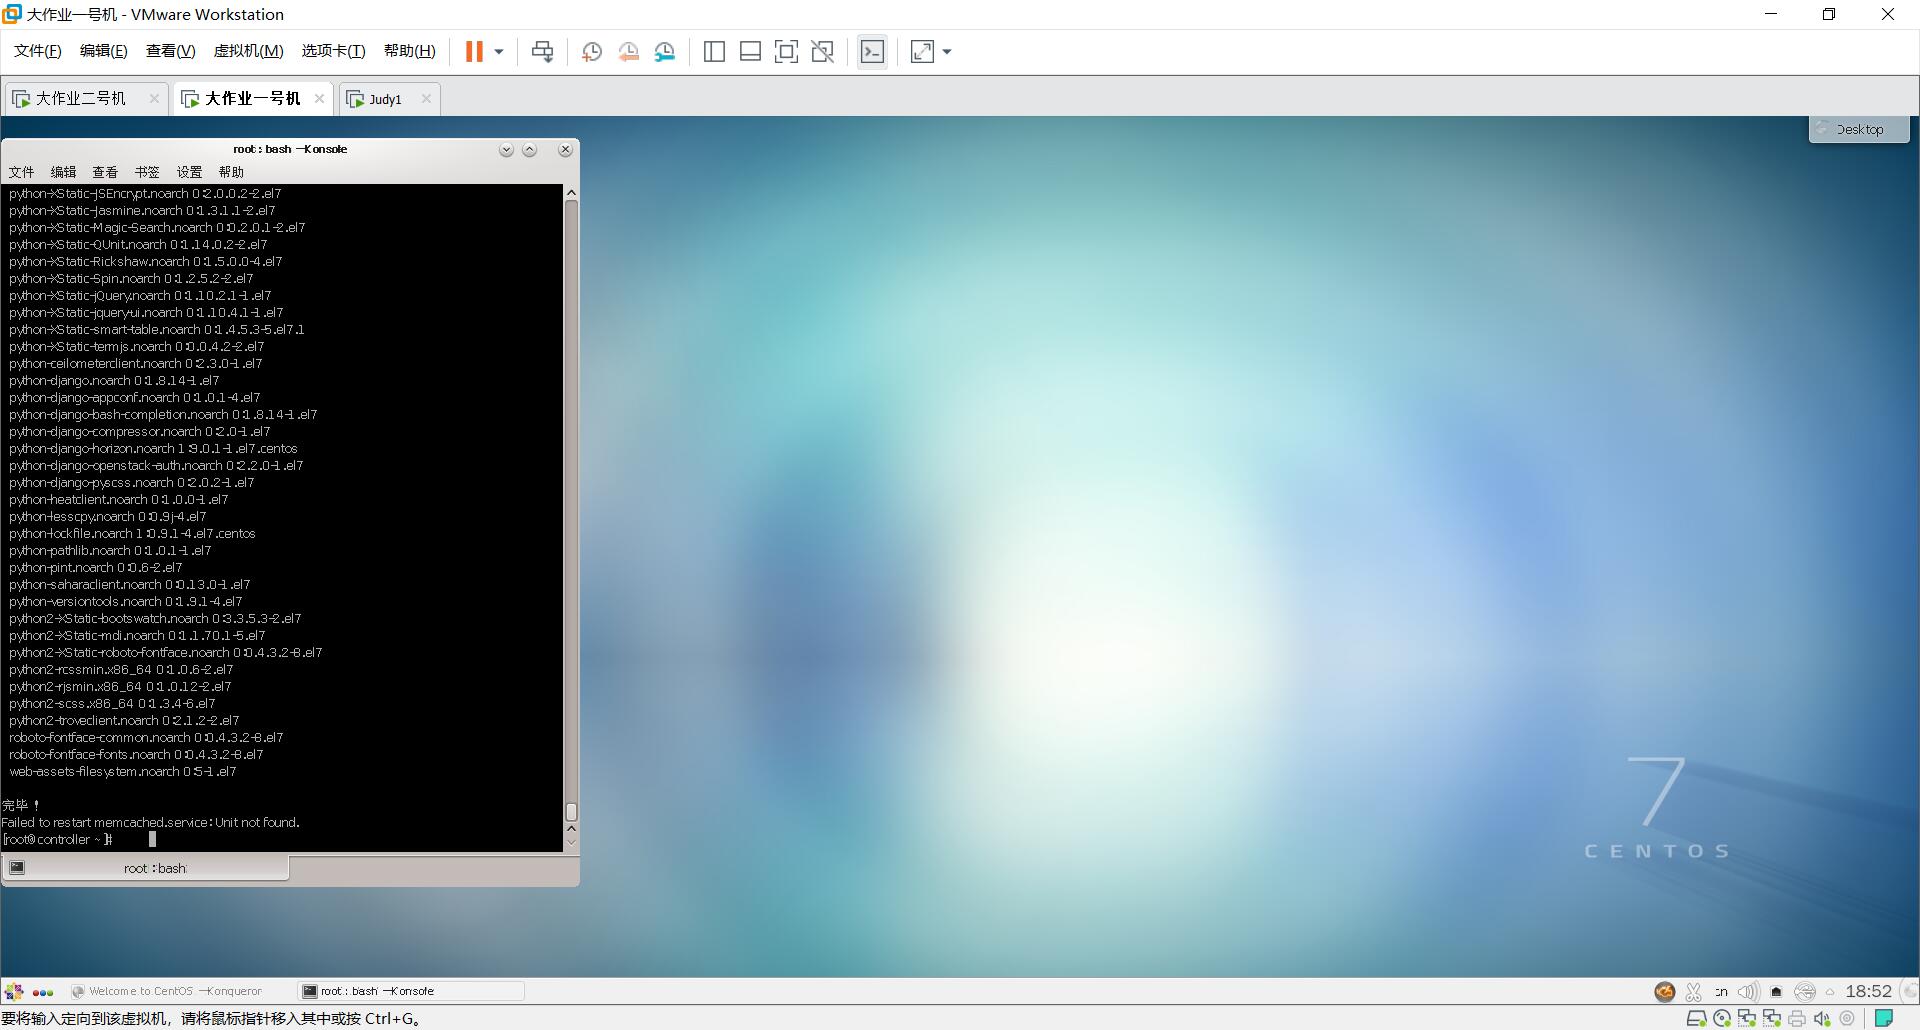 大作业一号机 - VMware Workstation
文件(F) 编辑(E) 查看(V) 虚拟机(M) 选项卡(T) 帮助(H)
大作业二号机 大作业一号机 Judy1
Desktop
root : bash — Konsole
文件 编辑 查看 书签 设置 帮助
python-XStatic-JSEncrypt.noarch 0:2.0.0.2-2.el7
python-XStatic-Jasmine.noarch 0:1.3.1.1-2.el7
python-XStatic-Magic-Search.noarch 0:0.2.0.1-2.el7
python-XStatic-QUnit.noarch 0:1.14.0.2-2.el7
python-XStatic-Rickshaw.noarch 0:1.5.0.0-4.el7
python-XStatic-Spin.noarch 0:1.2.5.2-2.el7
python-XStatic-jQuery.noarch 0:1.10.2.1-1.el7
python-XStatic-jquery-ui.noarch 0:1.10.4.1-1.el7
python-XStatic-smart-table.noarch 0:1.4.5.3-5.el7.1
python-XStatic-termjs.noarch 0:0.0.4.2-2.el7
python-ceilometerclient.noarch 0:2.3.0-1.el7
python-django.noarch 0:1.8.14-1.el7
python-django-appconf.noarch 0:1.0.1-4.el7
python-django-bash-completion.noarch 0:1.8.14-1.el7
python-django-compressor.noarch 0:2.0-1.el7
python-django-horizon.noarch 1:9.0.1-1.el7.centos
python-django-openstack-auth.noarch 0:2.2.0-1.el7
python-django-pyscss.noarch 0:2.0.2-1.el7
python-heatclient.noarch 0:1.0.0-1.el7
python-lesscpy.noarch 0:0.9j-4.el7
python-lockfile.noarch 1:0.9.1-4.el7.centos
python-pathlib.noarch 0:1.0.1-1.el7
python-pint.noarch 0:0.6-2.el7
python-saharaclient.noarch 0:0.13.0-1.el7
python-versiontools.noarch 0:1.9.1-4.el7
python2-XStatic-bootswatch.noarch 0:3.3.5.3-2.el7
python2-XStatic-mdi.noarch 0:1.1.70.1-5.el7
python2-XStatic-roboto-fontface.noarch 0:0.4.3.2-8.el7
python2-rcssmin.x86_64 0:1.0.6-2.el7
python2-rjsmin.x86_64 0:1.0.12-2.el7
python2-scss.x86_64 0:1.3.4-6.el7
python2-troveclient.noarch 0:2.1.2-2.el7
roboto-fontface-common.noarch 0:0.4.3.2-8.el7
roboto-fontface-fonts.noarch 0:0.4.3.2-8.el7
web-assets-filesystem.noarch 0:5-1.el7
完毕！
Failed to restart memcached.service: Unit not found.
[root@controller ~]#
root : bash
7
CENTOS
Welcome to CentOS — Konqueror root : bash — Konsole 18:52
要将输入定向到该虚拟机，请将鼠标指针移入其中或按 Ctrl+G。